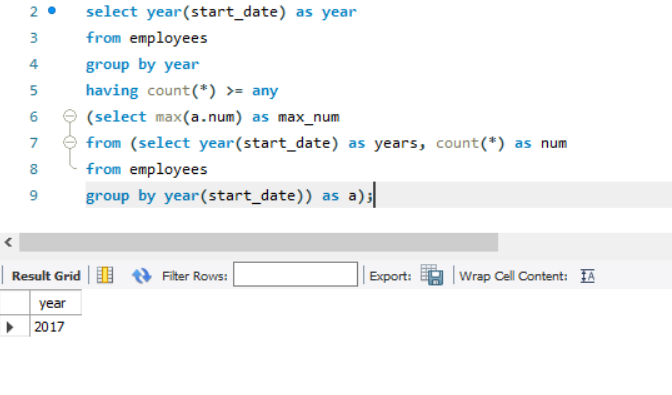 2 select year(start_date) as year
3 from employees
4 group by year
5 having count(*) >= any
6 (select max(a.num) as max_num
7 from (select year(start_date) as years, count(*) as num
8 from employees
9 group by year(start_date)) as a);
Result Grid Filter Rows: Export: Wrap Cell Content: IA
year
2017